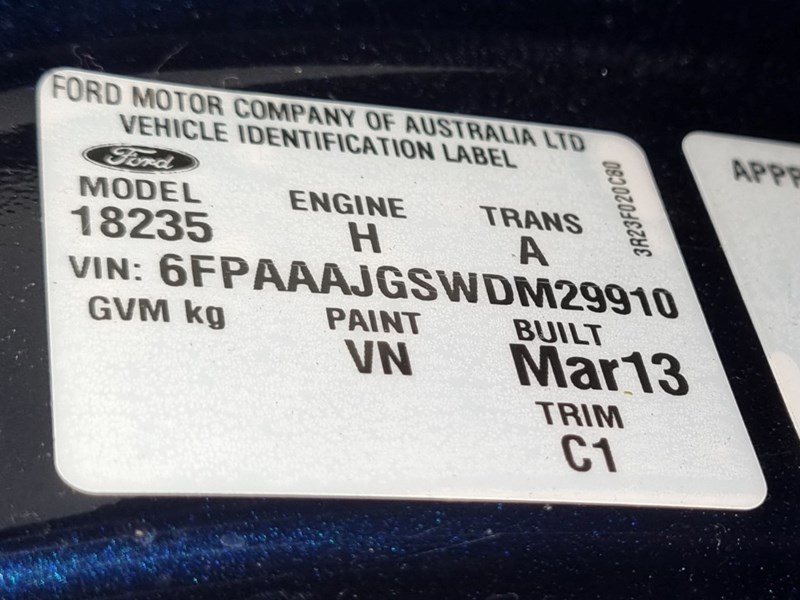 FORD MOTOR COMPANY OF AUSTRALIA LTD
VEHICLE IDENTIFICATION LABEL
Ford
MODEL ENGINE TRANS
18235 H A
VIN: 6FPAAAJGSWDM29910
GVM kg PAINT BUILT
VN Mar13
TRIM
C1
3R23F020C80
APPR